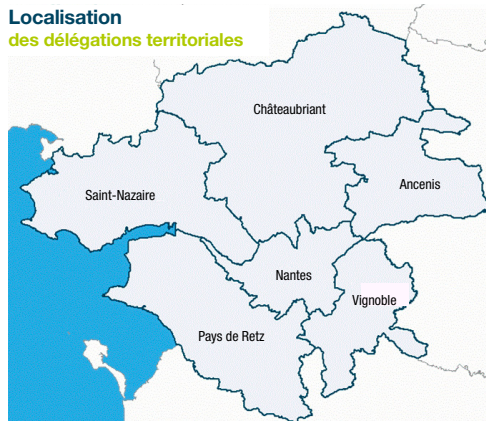 Localisation
des délégations territoriales
Châteaubriant
Saint-Nazaire
Ancenis
Nantes
Vignoble
Pays de Retz